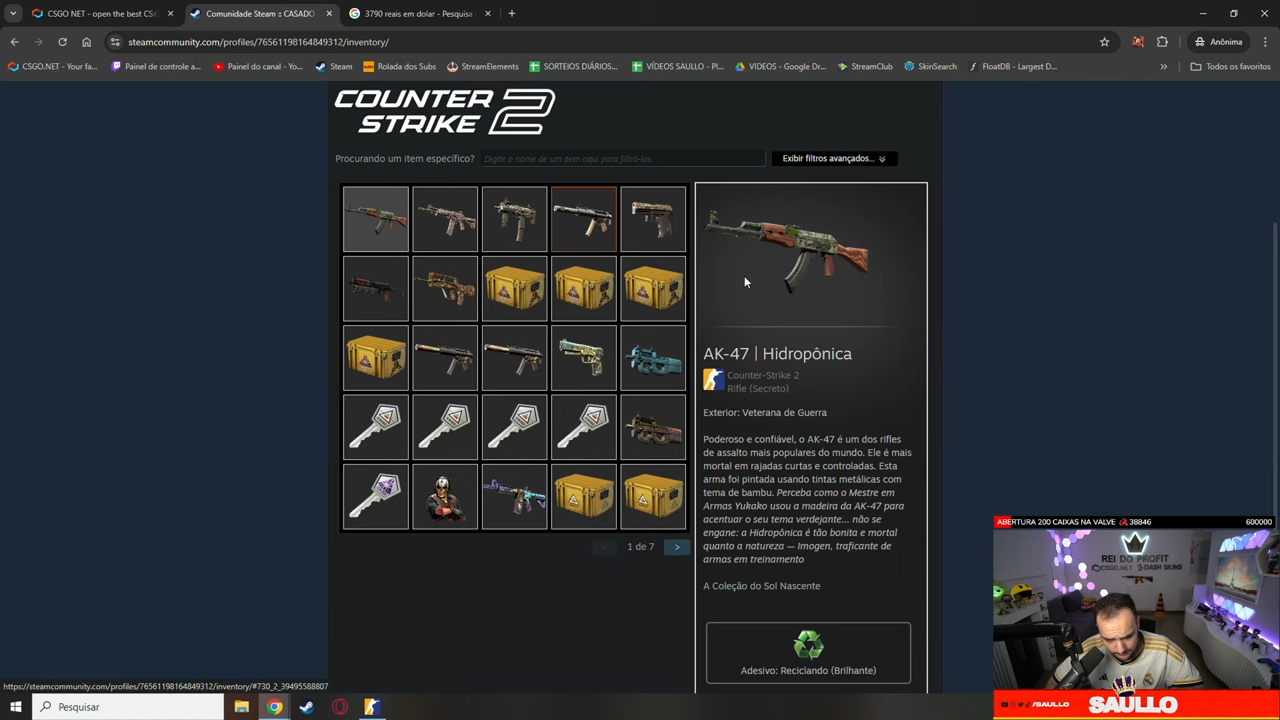 CSGO NET - open the best CS:
Comunidade Steam :: CASADO
3790 reais em dolar - Pesquisa
steamcommunity.com/profiles/76561198164849312/inventory/
Anônima
CSGO.NET - Your fa...
Painel de controle a...
Painel do canal - Yo...
Steam
Rolada dos Subs
StreamElements
SORTEIOS DIÁRIOS...
VÍDEOS SAULLO - Pl...
VIDEOS - Google Dr...
StreamClub
SkinSearch
FloatDB - Largest D...
Todos os favoritos
COUNTER
STRIKE 2
Procurando um item específico?
Digite o nome de um item aqui para filtrá-los
Exibir filtros avançados...
AK-47 | Hidropônica
Counter-Strike 2
Rifle (Secreto)
Exterior: Veterana de Guerra
Poderoso e confiável, o AK-47 é um dos rifles
de assalto mais populares do mundo. Ele é mais
mortal em rajadas curtas e controladas. Esta
arma foi pintada usando tintas metálicas com
tema de bambu. Perceba como o Mestre em
Armas Yukako usou a madeira da AK-47 para
acentuar o seu tema verdejante... não se
engane: a Hidropônica é tão bonita e mortal
quanto a natureza — Imogen, traficante de
armas em treinamento
A Coleção do Sol Nascente
Adesivo: Reciclando (Brilhante)
1 de 7
ABERTURA 200 CAIXAS NA VALVE
38846
600000
REI DO PROFIT
CSGO.NET
DASH SKINS
/SAULLO
SAULLO
https://steamcommunity.com/profiles/76561198164849312/inventory/#730_2_39495588807
Pesquisar